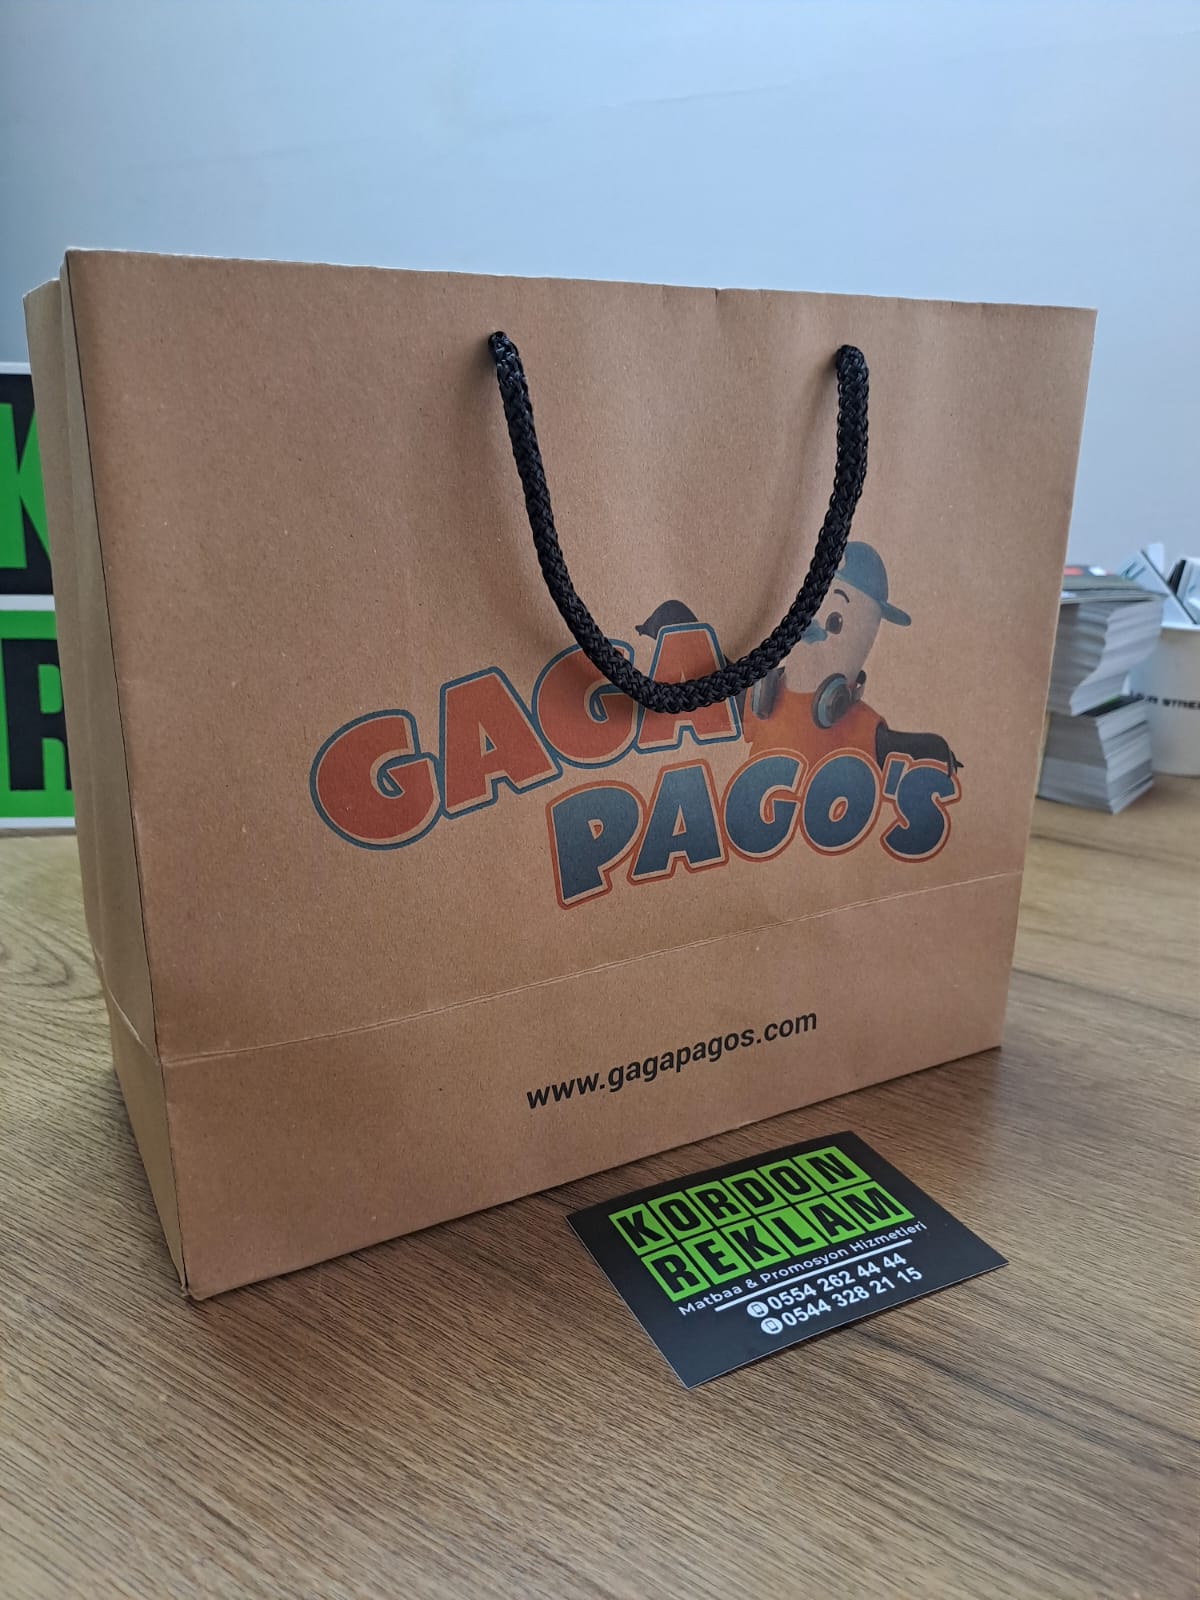 K
R
GAGA
PAGO'S
www.gagapagos.com
KORDON
REKLAM
Matbaa & Promosyon Hizmetleri
0554 262 44 44
0544 328 21 15